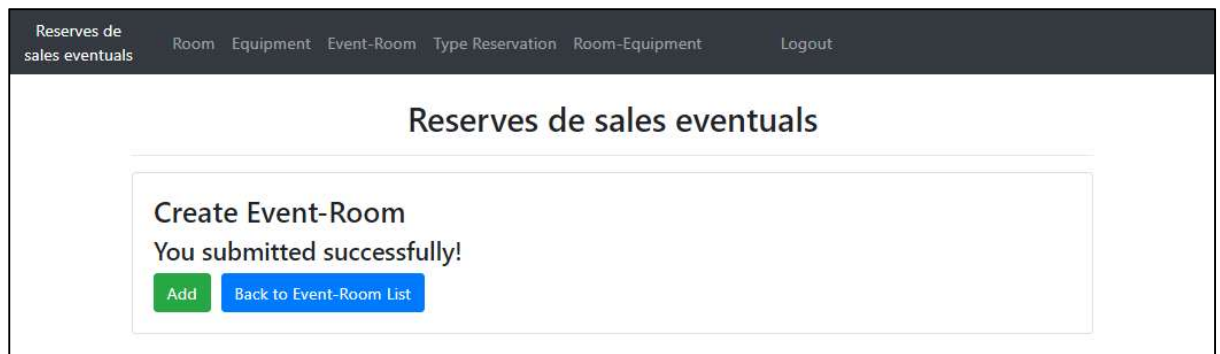 Reserves de
sales eventuals
Room Equipment Event-Room Type Reservation Room-Equipment Logout
Reserves de sales eventuals
Create Event-Room
You submitted successfully!
Add Back to Event-Room List